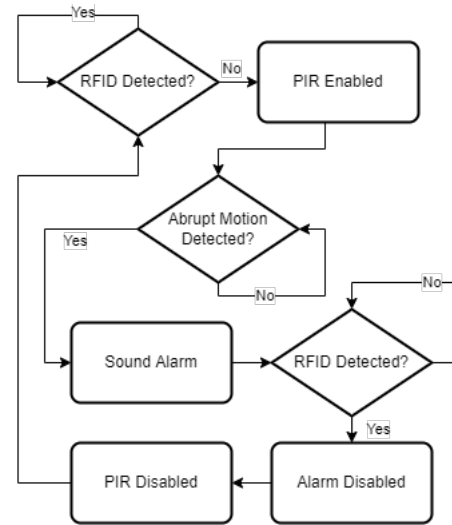 Yes
RFID Detected?
No
PIR Enabled
Abrupt Motion
Detected?
Yes
No
No
Sound Alarm
RFID Detected?
Yes
PIR Disabled
Alarm Disabled